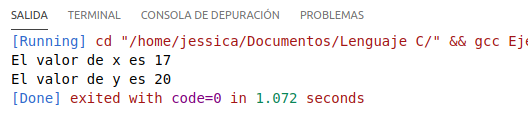 SALIDA TERMINAL CONSOLA DE DEPURACIÓN PROBLEMAS
[Running] cd "/home/jessica/Documentos/Lenguaje C/" && gcc Eje
El valor de x es 17
El valor de y es 20
[Done] exited with code=0 in 1.072 seconds